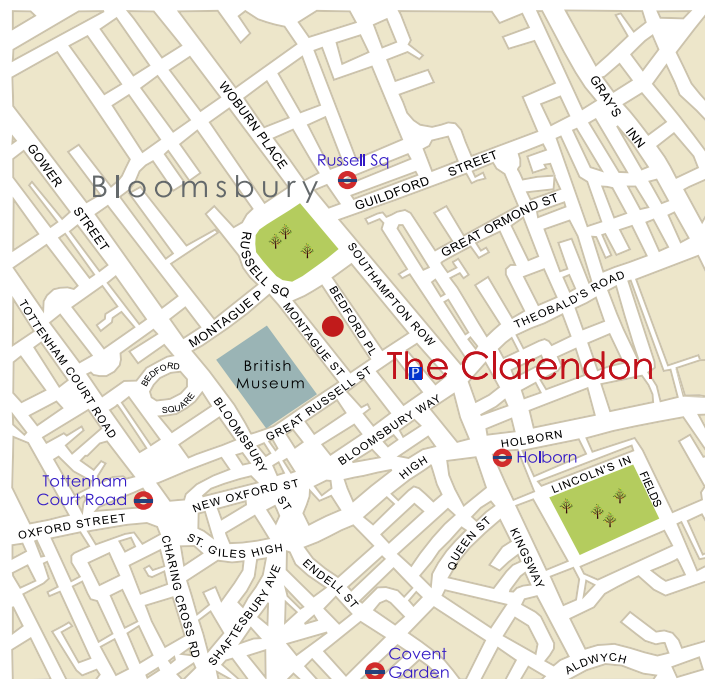 WOBURN PLACE
GRAY'S INN
GOWER STREET
Russell Sq
Bloomsbury
GUILDFORD STREET
GREAT ORMOND ST
RUSSELL SQ
SOUTHAMPTON ROW
THEOBALD'S ROAD
MONTAGUE P
BEDFORD PL
MONTAGUE ST
TOTTENHAM COURT ROAD
BEDFORD
SQUARE
British
Museum
The Clarendon
P
GREAT RUSSELL ST
BLOOMSBURY ST
BLOOMSBURY WAY
HIGH
HOLBORN
Holborn
LINCOLN'S IN
FIELDS
Tottenham
Court Road
NEW OXFORD ST
OXFORD STREET
ST. GILES HIGH
CHARING CROSS RD
SHAFTESBURY AVE
ENDELL ST
QUEEN ST
KINGSWAY
Covent
Garden
ALDWYCH